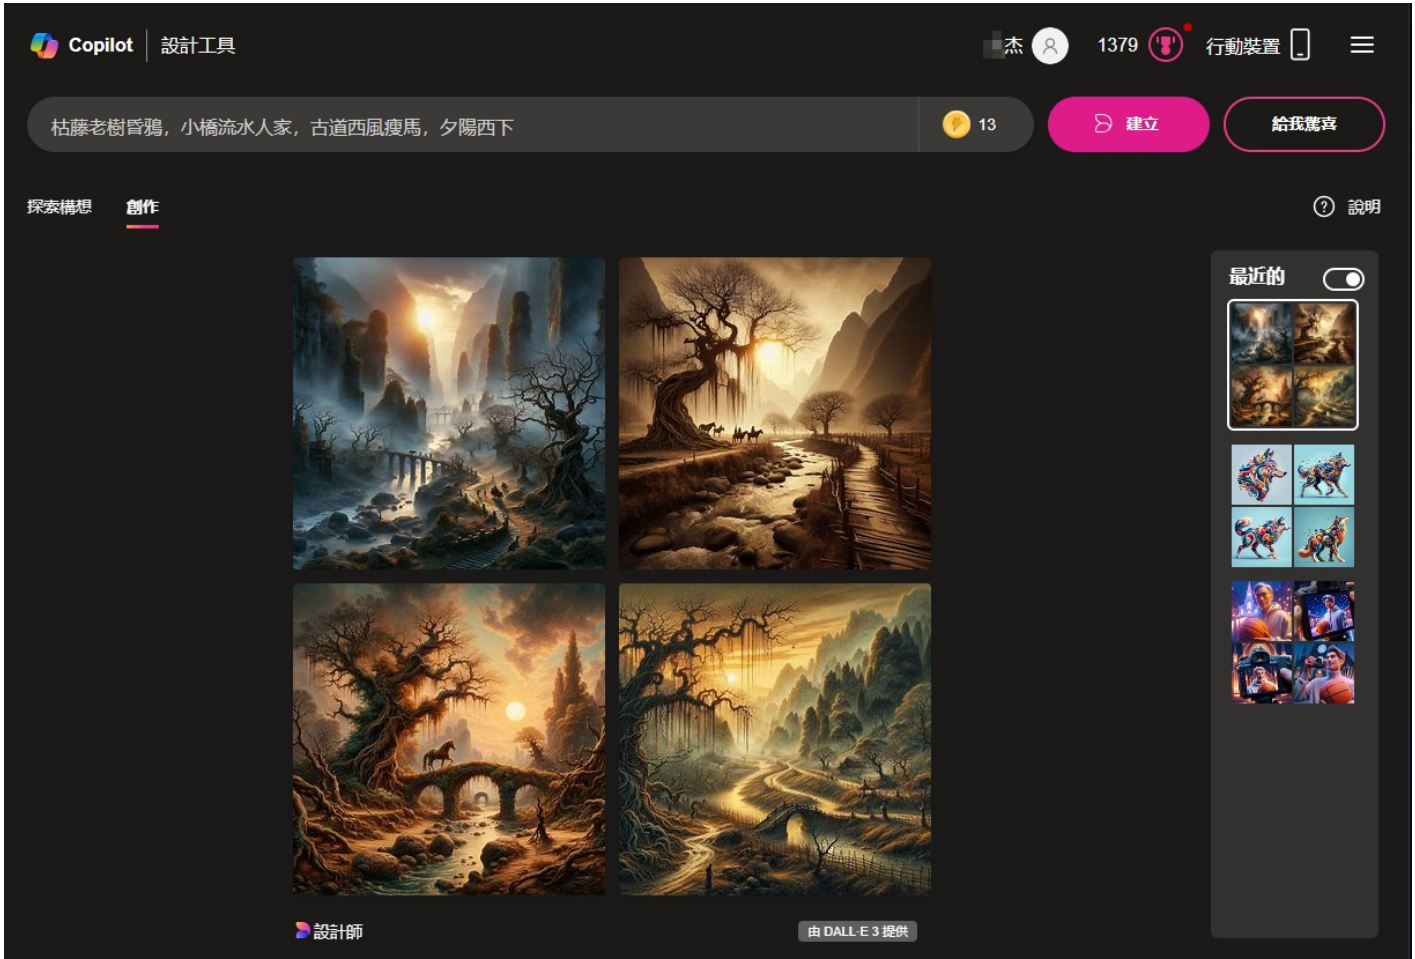 Copilot
設計工具
杰
1379
行動裝置
枯藤老樹昏鴉，小橋流水人家，古道西風瘦馬，夕陽西下
13
建立
給我驚喜
探索構想
創作
說明
最近的
設計師
由 DALL·E 3 提供